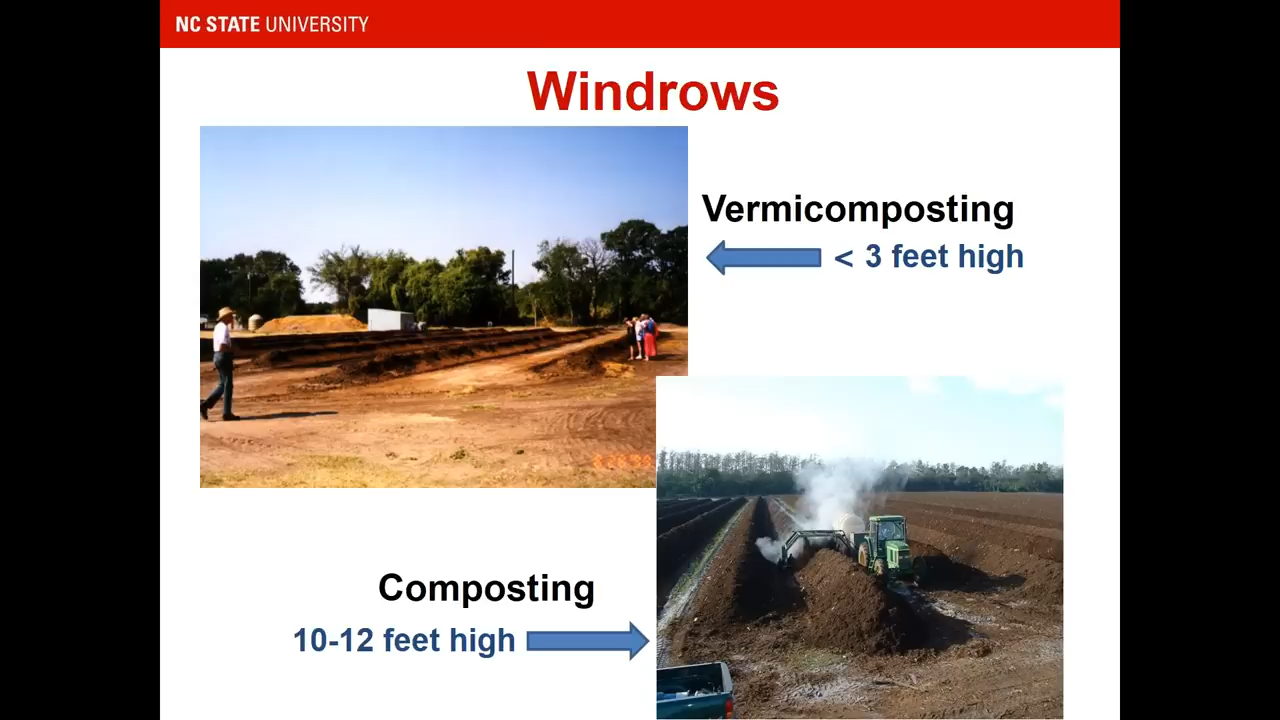 NC STATE UNIVERSITY
Windrows
Vermicomposting
< 3 feet high
Composting
10-12 feet high